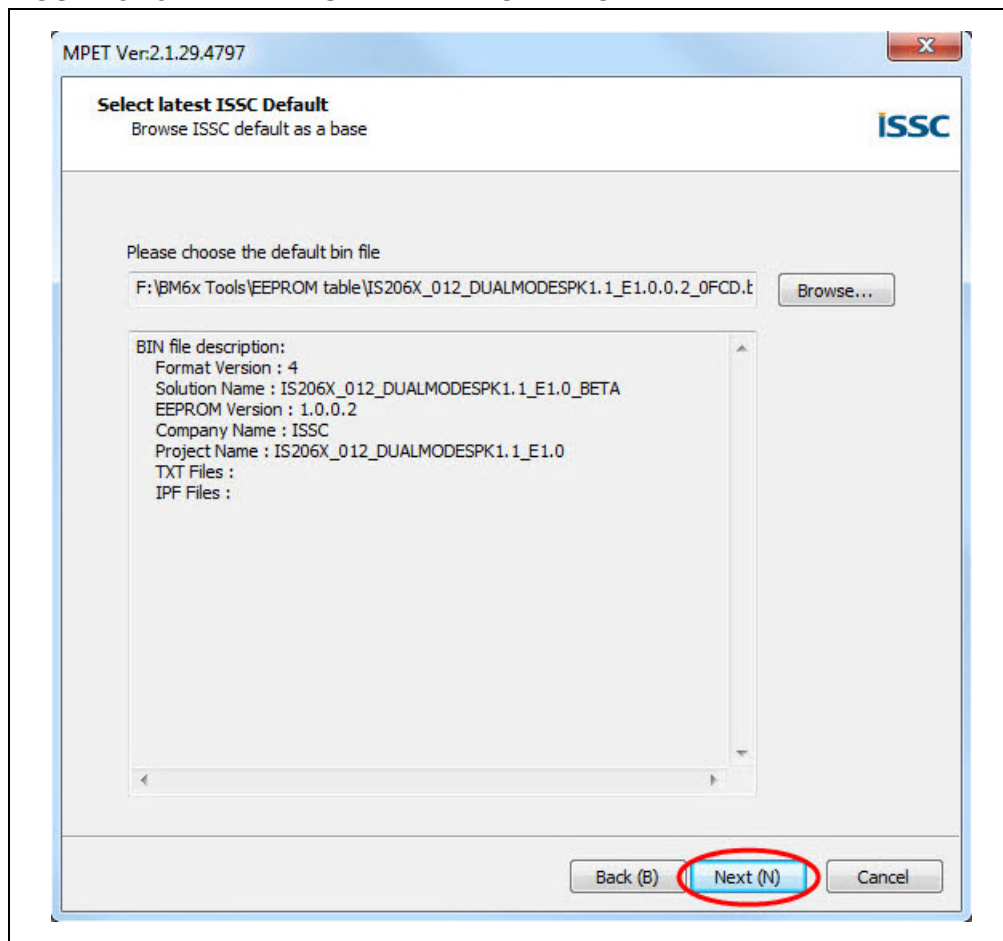 MPET Ver:2.1.29.4797
x
Select latest ISSC Default
Browse ISSC default as a base
ISSC
Please choose the default bin file
F:\BM6x Tools\EEPROM table\IS206X_012_DUALMODESPK1.1_E1.0.0.2_0FCD.b
Browse...
BIN file description:
Format Version : 4
Solution Name : IS206X_012_DUALMODESPK1.1_E1.0_BETA
EEPROM Version : 1.0.0.2
Company Name : ISSC
Project Name : IS206X_012_DUALMODESPK1.1_E1.0
TXT Files :
IPF Files :
Back (B) Next (N) Cancel